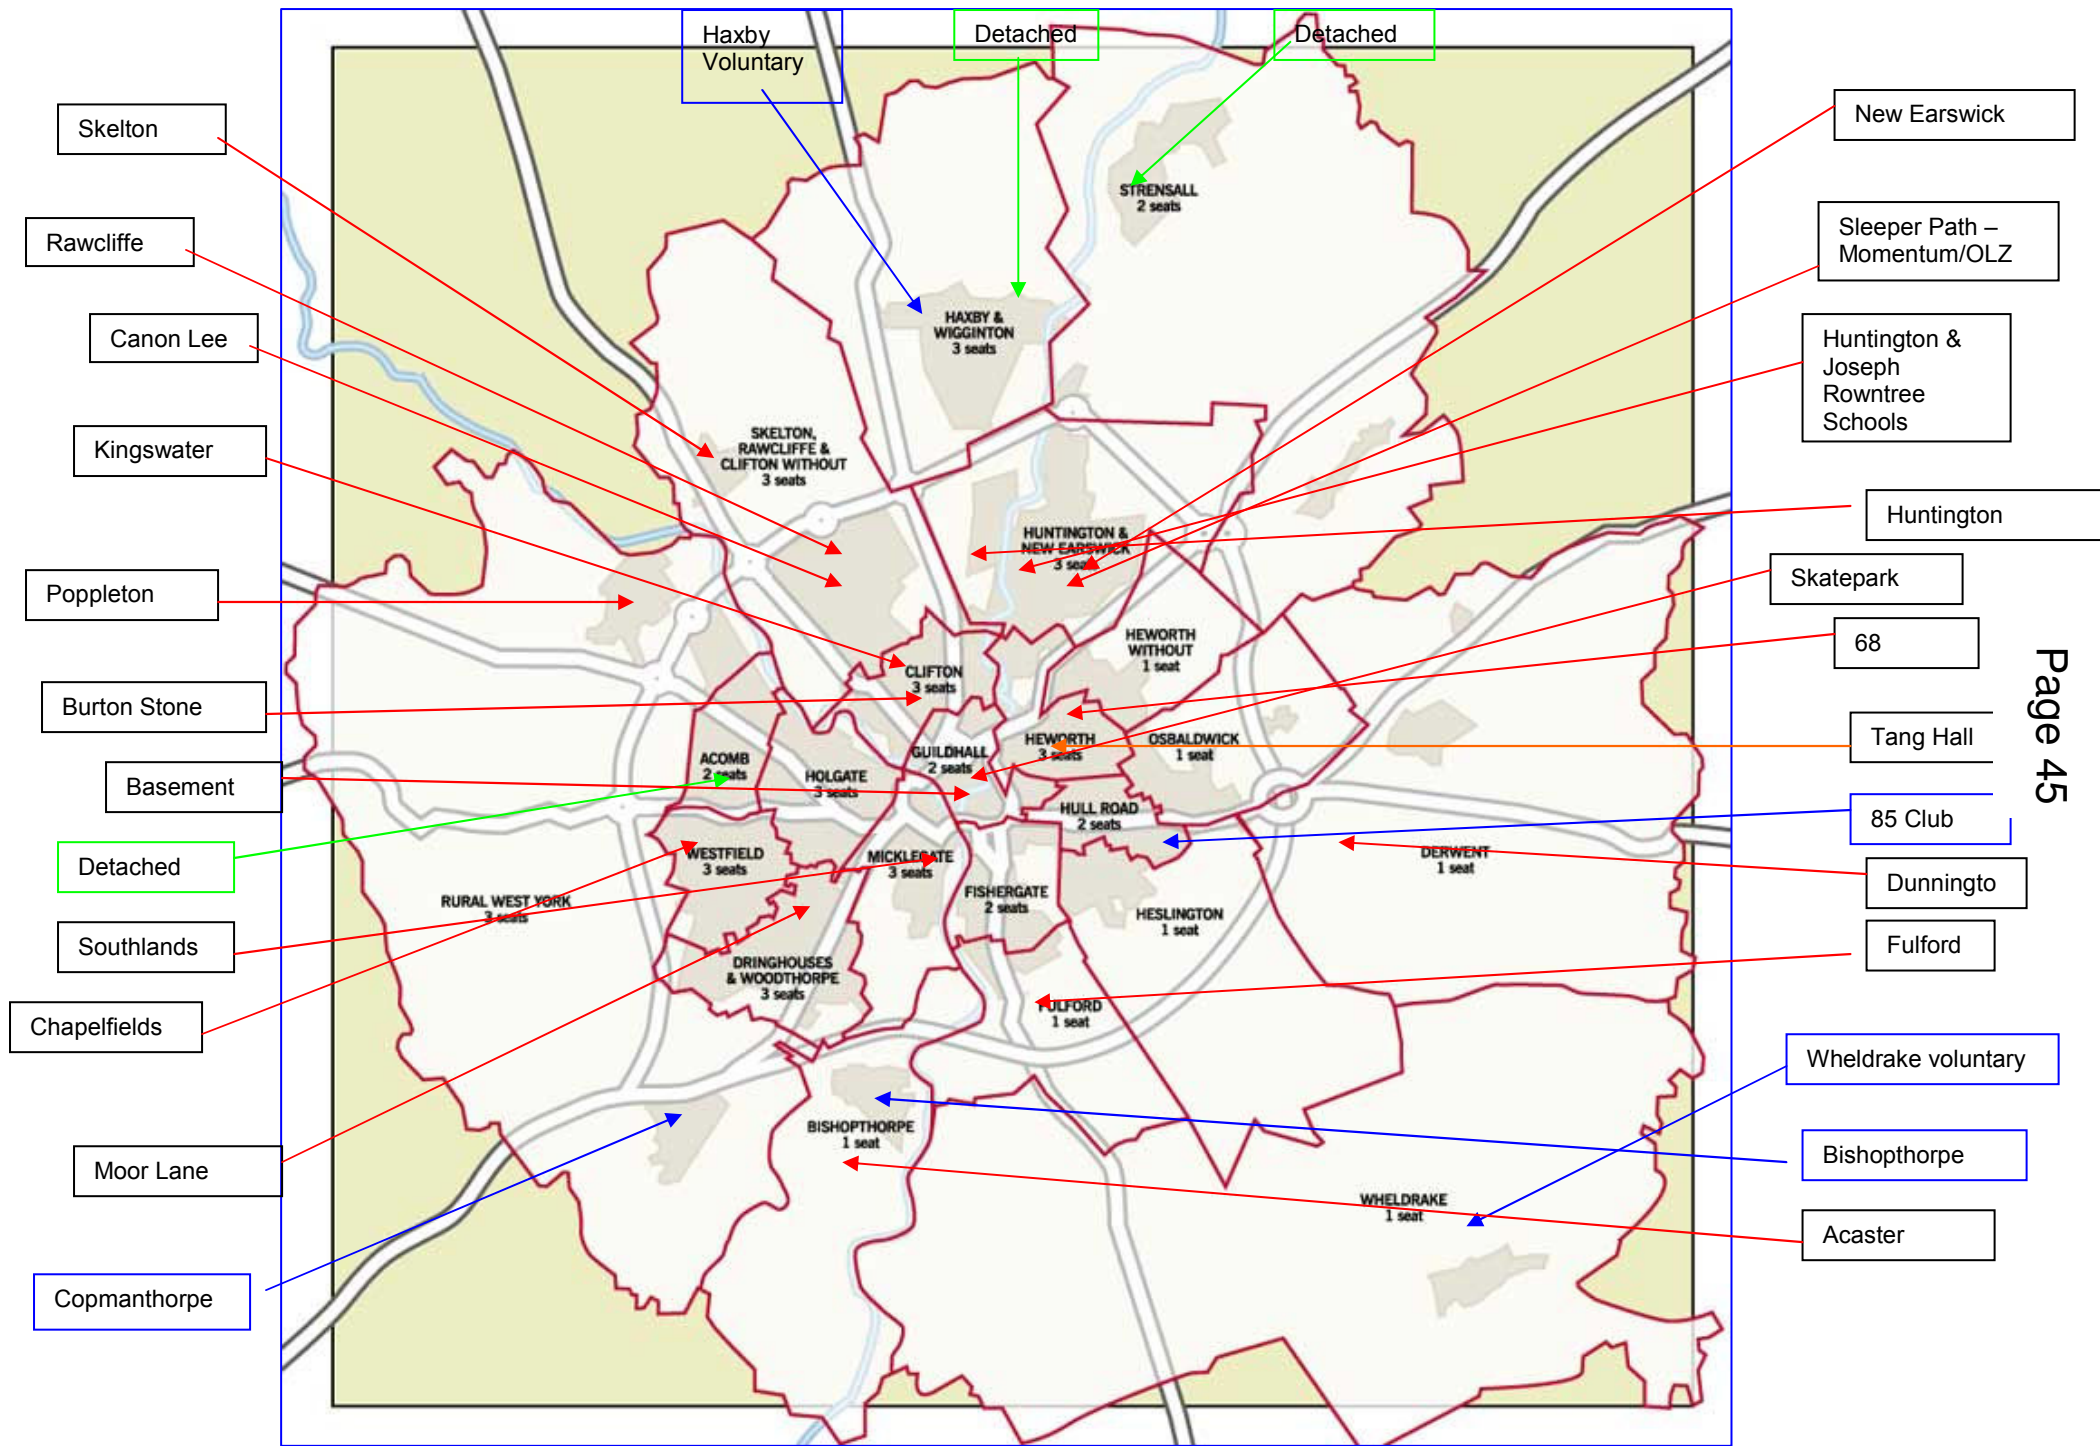 Haxby
Voluntary
Detached
Detached
Skelton
Rawcliffe
Canon Lee
Kingswater
Poppleton
Burton Stone
Basement
Detached
Southlands
Chapelfields
Moor Lane
Copmanthorpe
New Earswick
Sleeper Path –
Momentum/OLZ
Huntington &
Joseph
Rowntree
Schools
Huntington
Skatepark
68
Tang Hall
85 Club
Dunningto
Fulford
Wheldrake voluntary
Bishopthorpe
Acaster
Page 45
STRENSALL
2 seats
HAXBY &
WIGGINTON
3 seats
SKELTON,
RAWCLIFFE &
CLIFTON WITHOUT
3 seats
HUNTINGTON &
NEW EARSWICK
3 seats
HEWORTH
WITHOUT
1 seat
CLIFTON
3 seats
ACOMB
2 seats
HOLGATE
3 seats
GUILDHALL
2 seats
HEWORTH
3 seats
OSBALDWICK
1 seat
HULL ROAD
2 seats
WESTFIELD
3 seats
MICKLEGATE
3 seats
FISHERGATE
2 seats
HESLINGTON
1 seat
DERWENT
1 seat
RURAL WEST YORK
3 seats
DRINGHOUSES
& WOODTHORPE
3 seats
FULFORD
1 seat
BISHOPTHORPE
1 seat
WHELDRAKE
1 seat